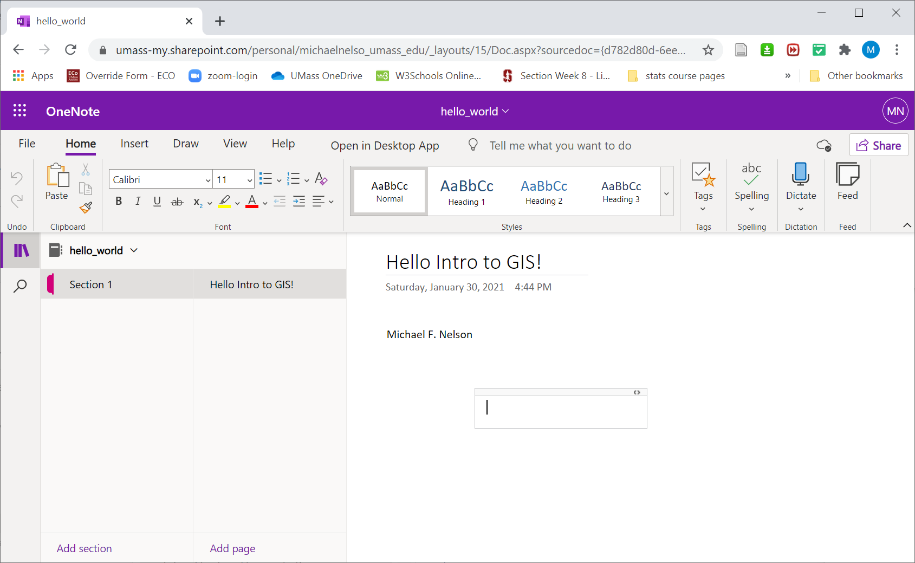 hello_world
umass-my.sharepoint.com/personal/michaelnelso_umass_edu/_layouts/15/Doc.aspx?sourcedoc={d782d80d-6ee...
M
Apps Override Form - ECO zoom-login UMass OneDrive W3Schools Online... Section Week 8 - Li... stats course pages » Other bookmarks
OneNote hello_world MN
File Home Insert Draw View Help Open in Desktop App Tell me what you want to do Share
Paste Calibri 11 AaBbCc Normal AaBbCc Heading 1 AaBbCc Heading 2 AaBbCc Heading 3 Tags abc Spelling Dictate Feed
B I U ab X2 A
Undo Clipboard Font Styles Tags Spelling Dictation Feed
hello_world
Section 1 Hello Intro to GIS!
Hello Intro to GIS!
Saturday, January 30, 2021 4:44 PM
Michael F. Nelson
Add section Add page